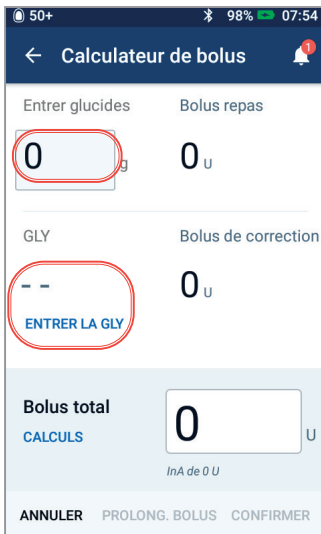 50+ 98% 07:54
← Calculateur de bolus 1
Entrer glucides Bolus repas
0 g 0 U
GLY Bolus de correction
-- 0 U
ENTRER LA GLY
Bolus total 0 U
CALCULS
InA de 0 U
ANNULER PROLONG. BOLUS CONFIRMER